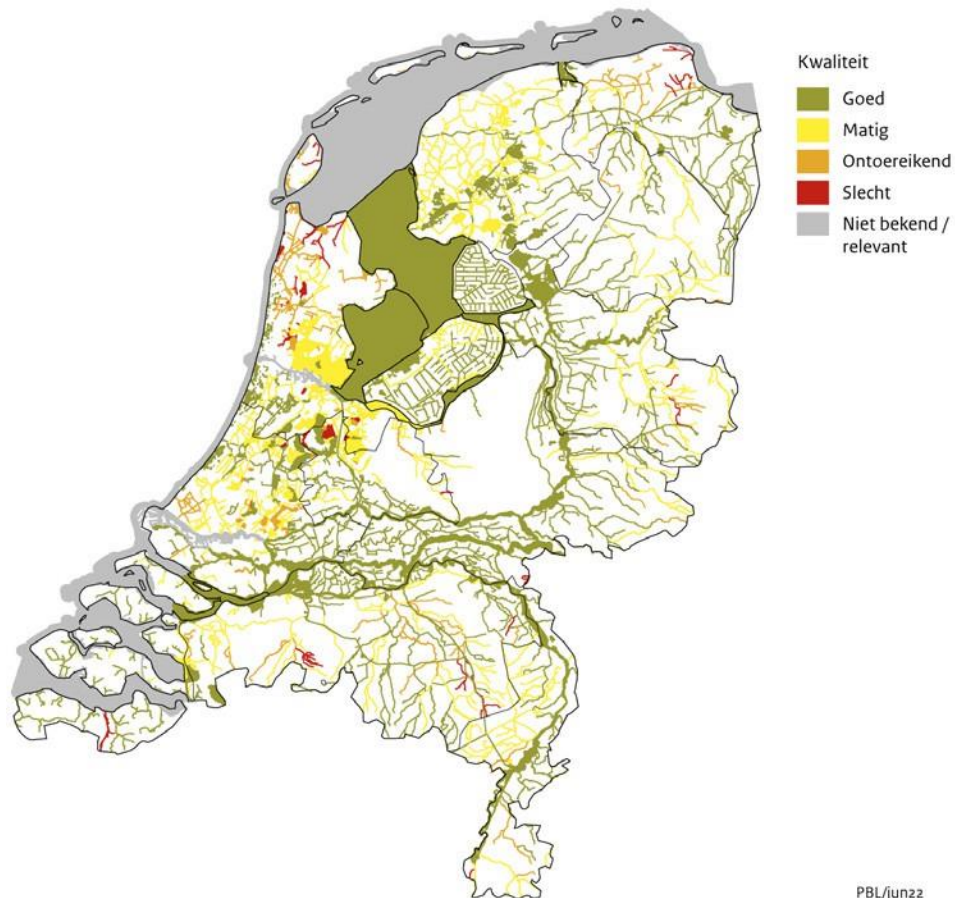 Kwaliteit
Goed
Matig
Ontoereikend
Slecht
Niet bekend /
relevant
PBL/jun22